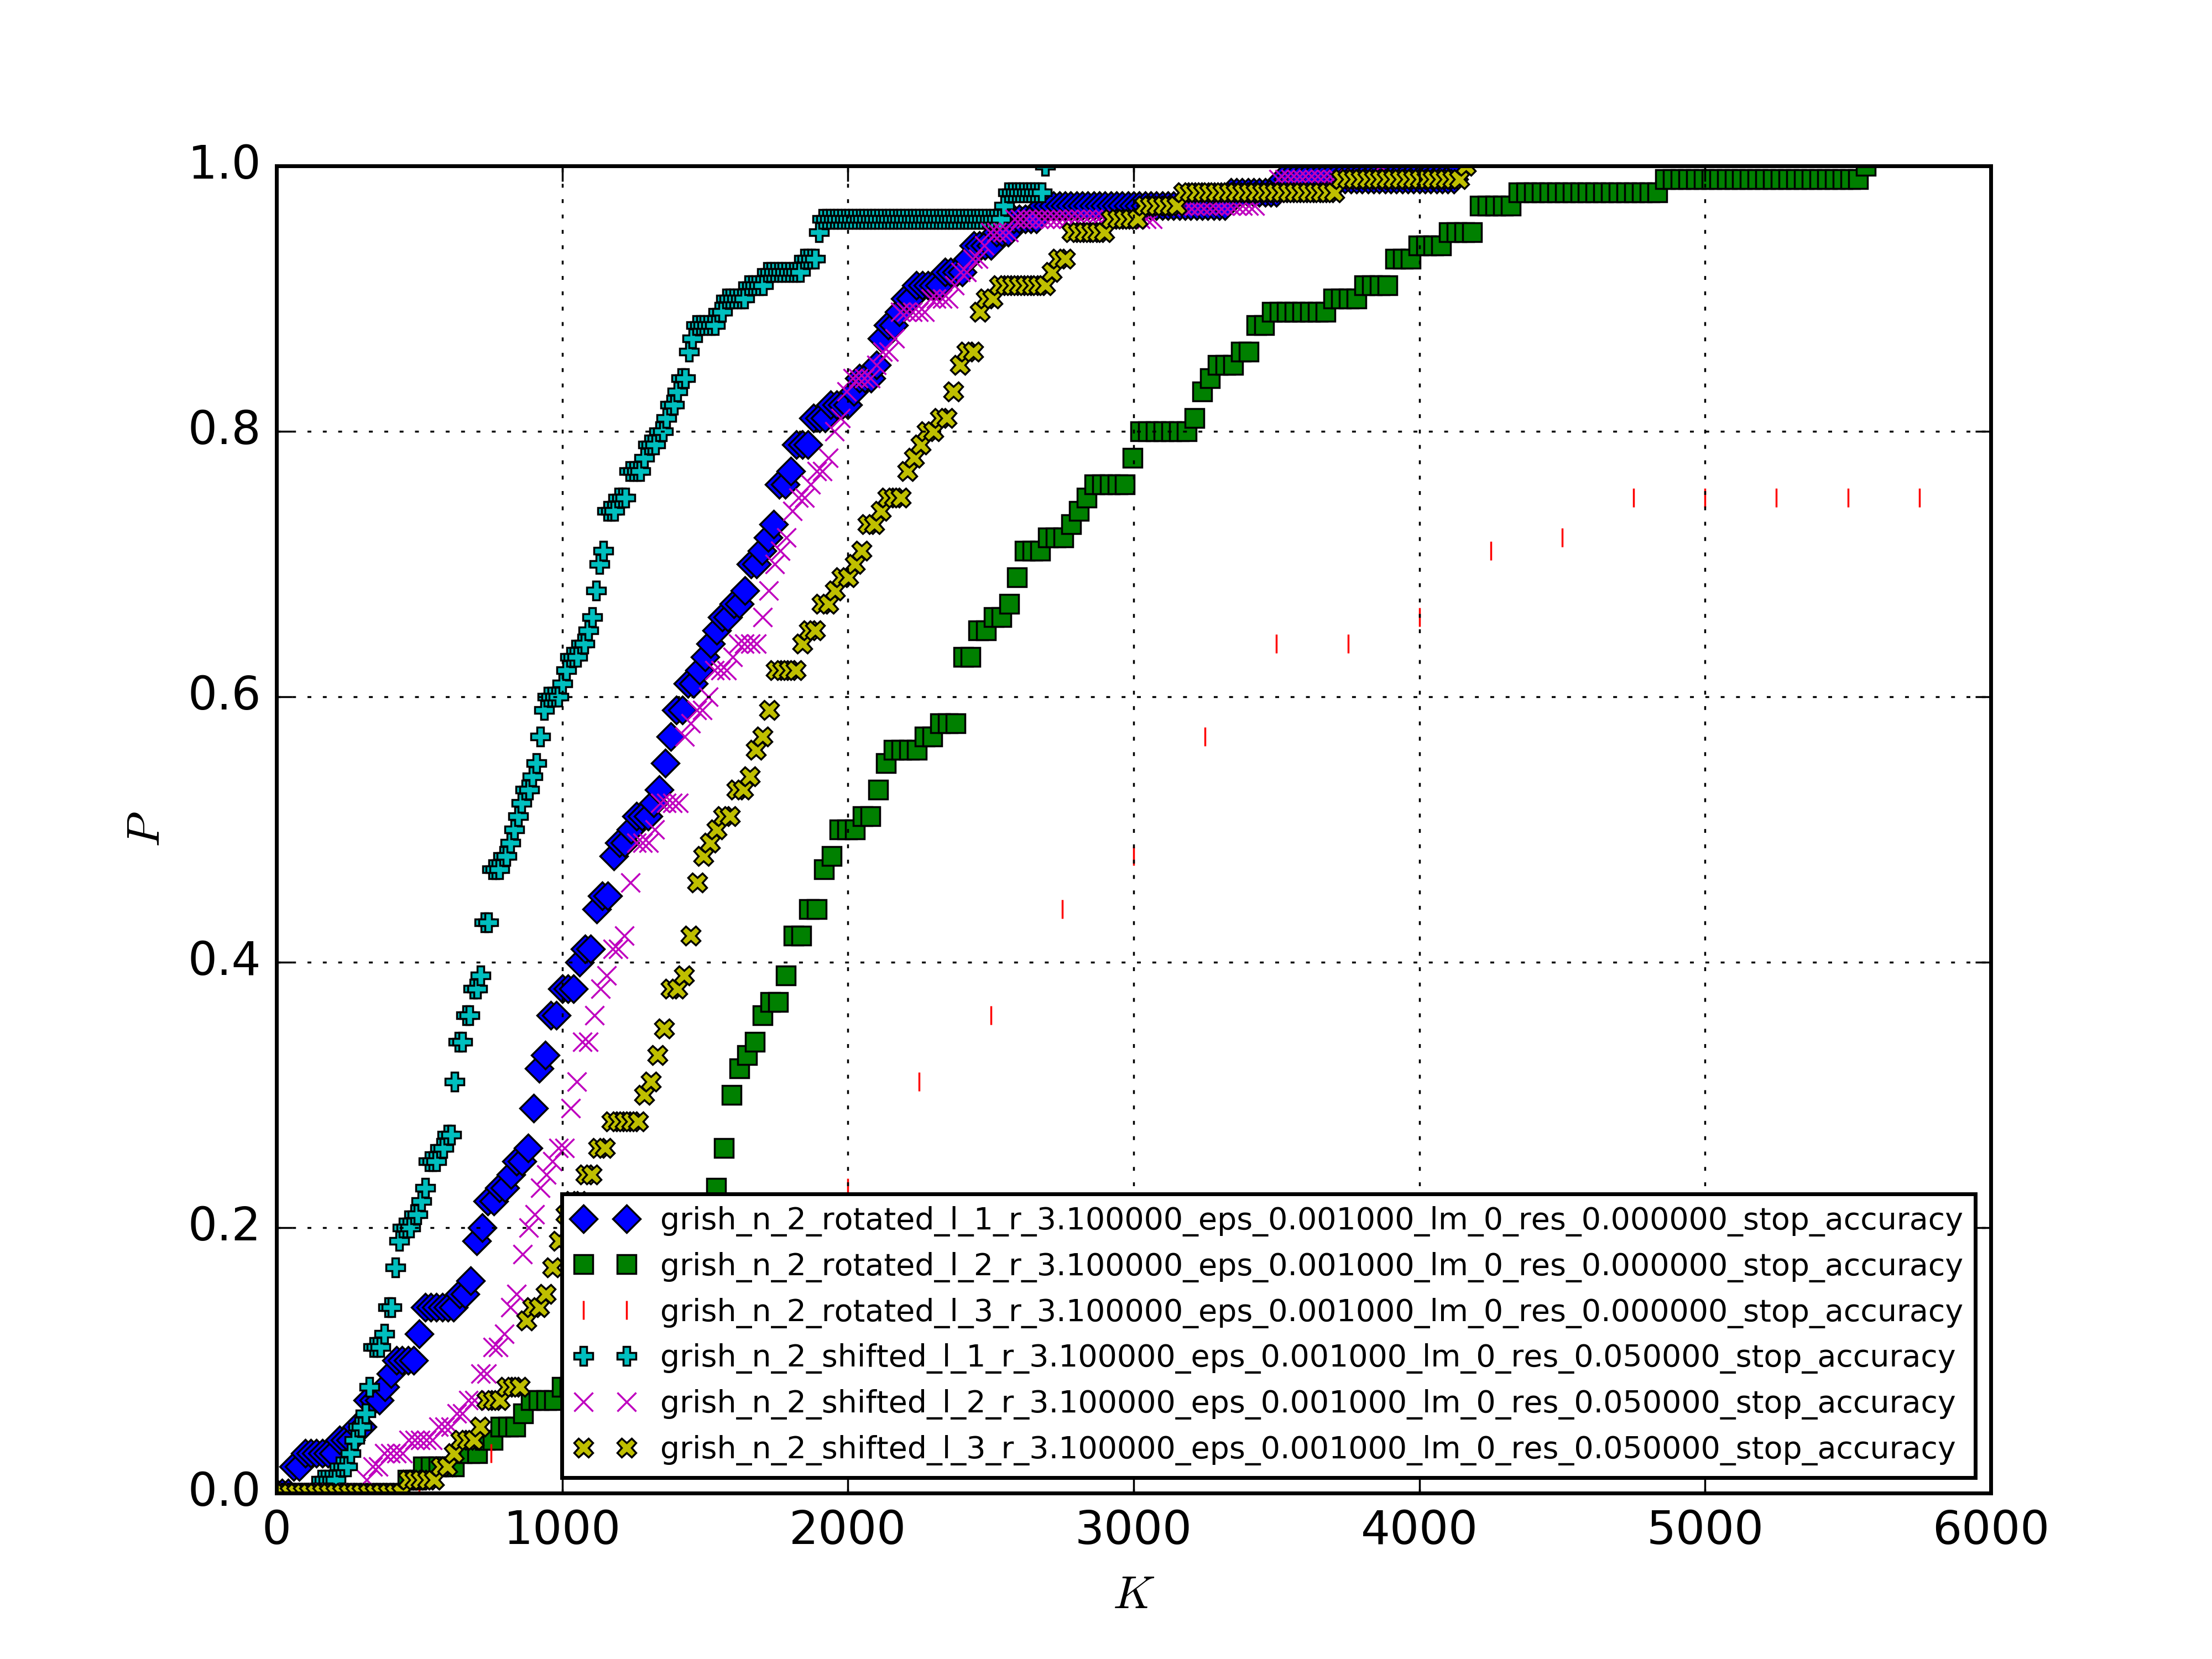 1.0
0.8
0.6
0.4
0.2
0.0
P
grish_n_2_rotated_l_1_r_3.100000_eps_0.001000_lm_0_res_0.000000_stop_accuracy
grish_n_2_rotated_l_2_r_3.100000_eps_0.001000_lm_0_res_0.000000_stop_accuracy
grish_n_2_rotated_l_3_r_3.100000_eps_0.001000_lm_0_res_0.000000_stop_accuracy
grish_n_2_shifted_l_1_r_3.100000_eps_0.001000_lm_0_res_0.050000_stop_accuracy
grish_n_2_shifted_l_2_r_3.100000_eps_0.001000_lm_0_res_0.050000_stop_accuracy
grish_n_2_shifted_l_3_r_3.100000_eps_0.001000_lm_0_res_0.050000_stop_accuracy
0 1000 2000 3000 4000 5000 6000
K